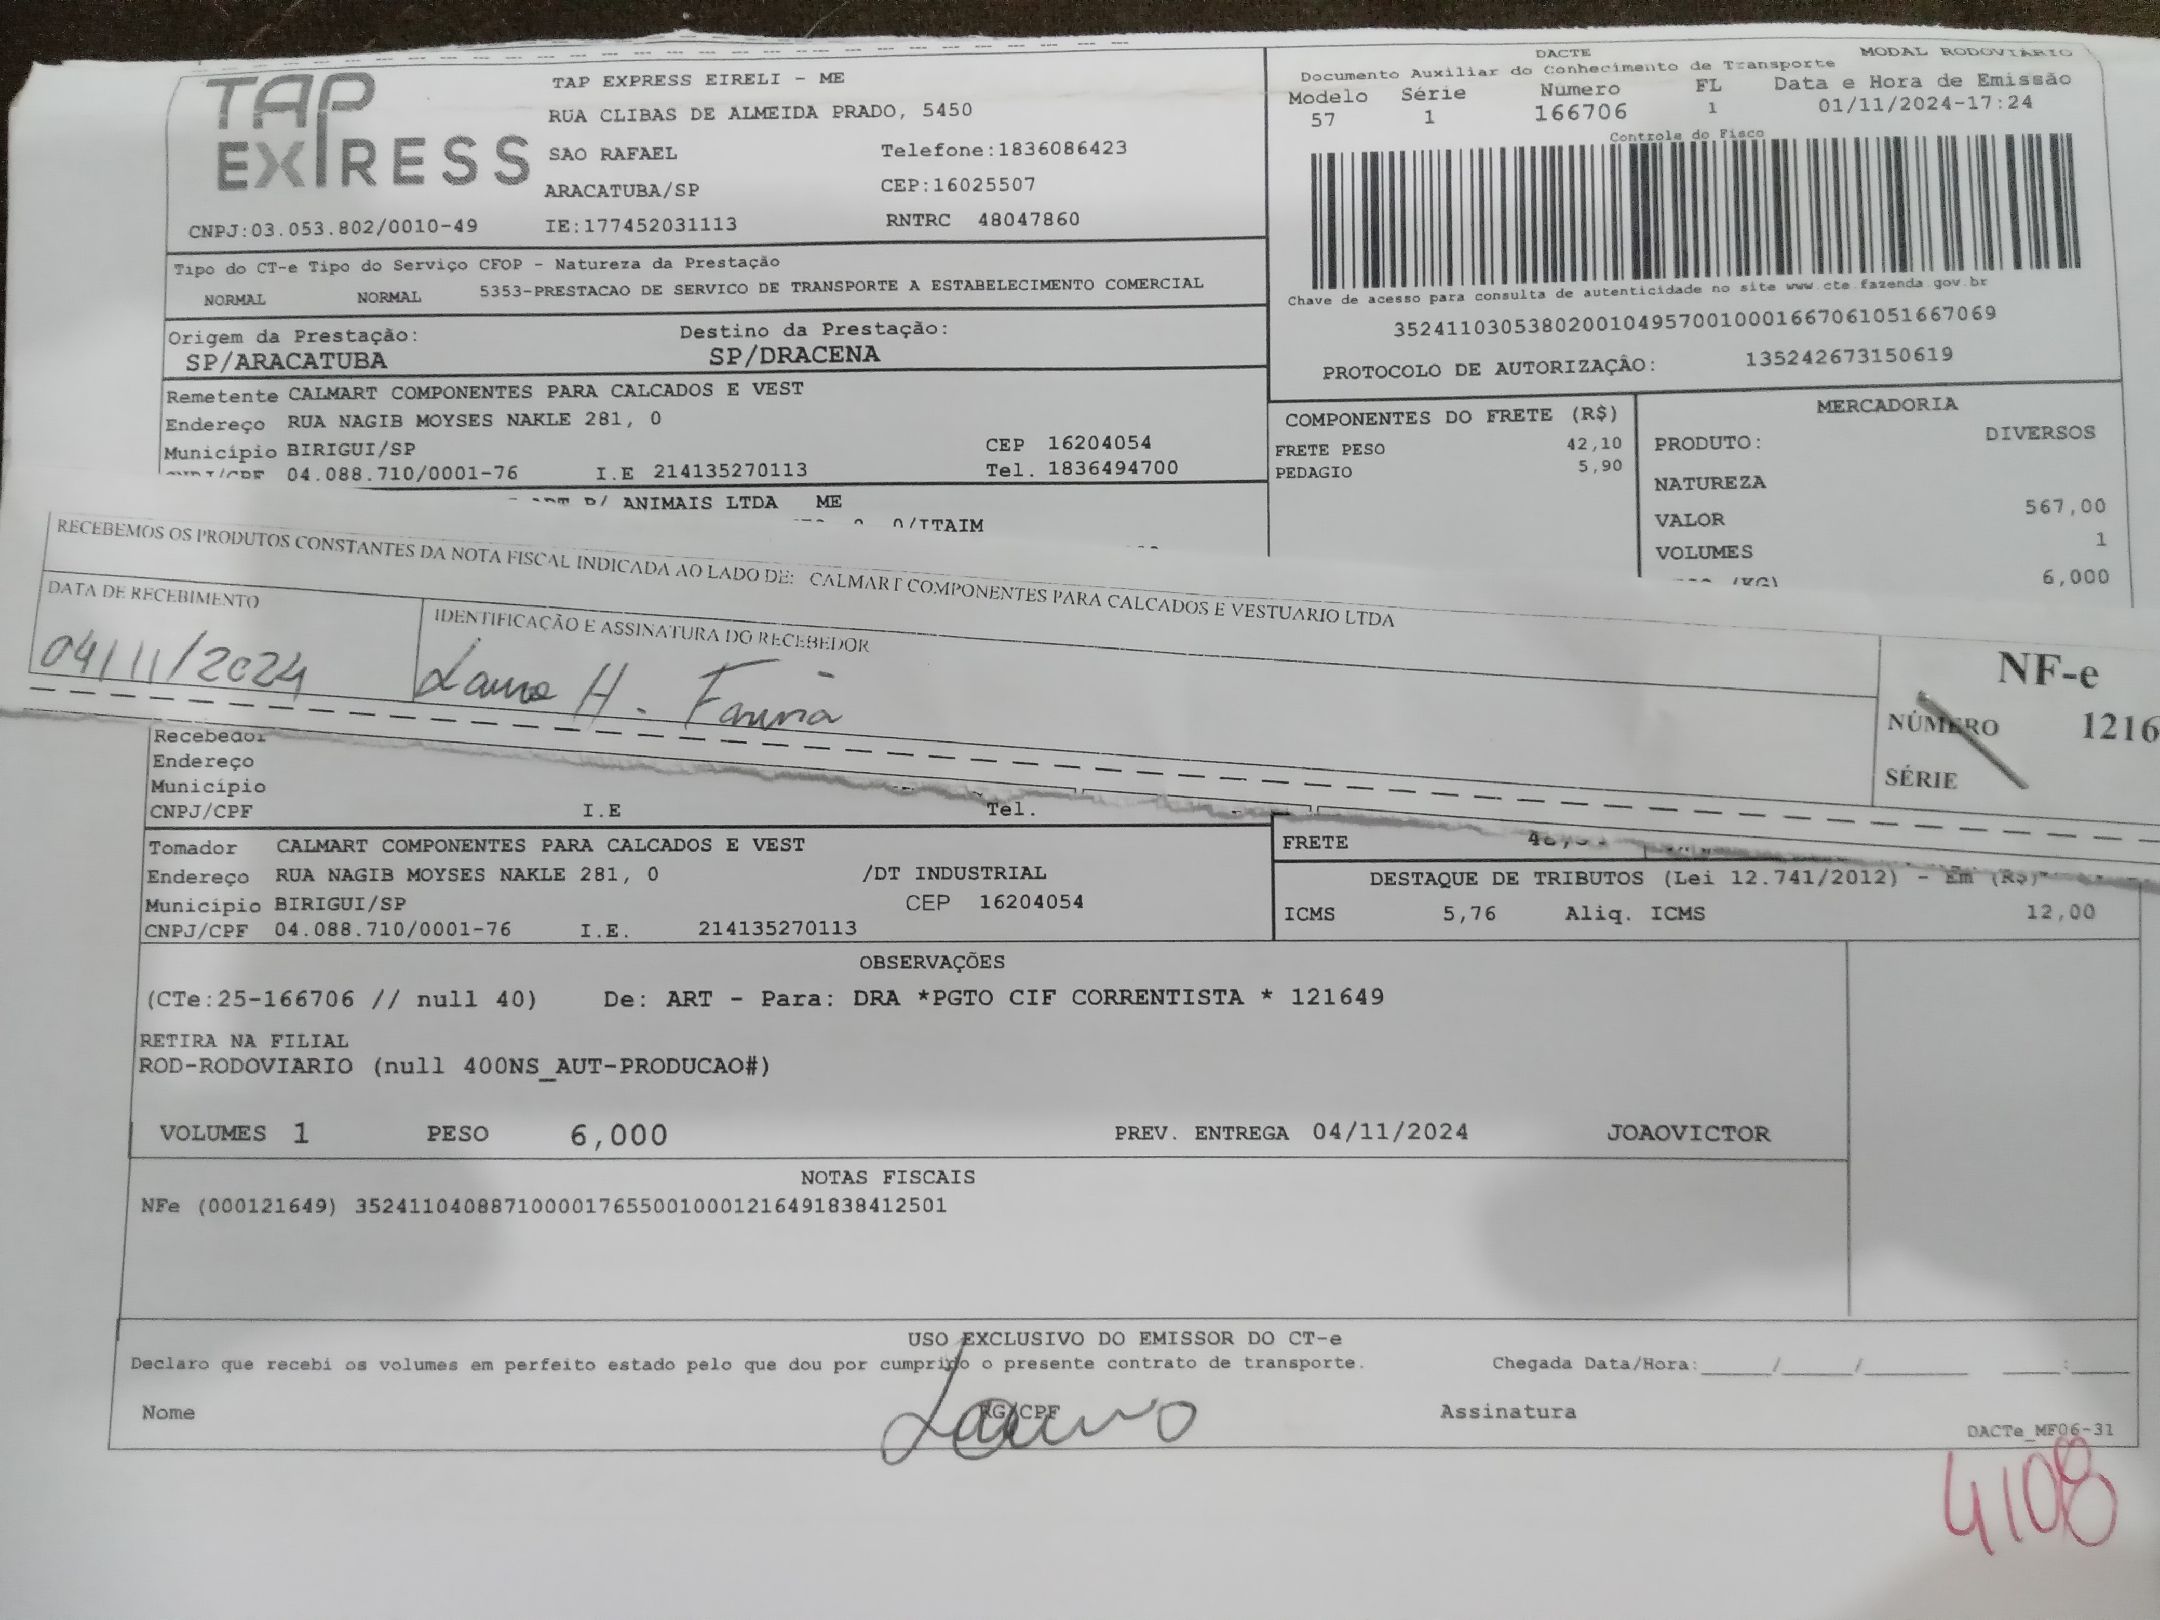 TAP EXPRESS
TAP EXPRESS EIRELI - ME
RUA CLIBAS DE ALMEIDA PRADO, 5450
SAO RAFAEL Telefone:1836086423
ARACATUBA/SP CEP:16025507
CNPJ:03.053.802/0010-49 IE:177452031113 RNTRC 48047860
DACTE MODAL RODOVIARIO
Documento Auxiliar do Conhecimento de Transporte
Modelo Série Numero FL Data e Hora de Emissão
57 1 166706 1 01/11/2024-17:24
Controle do Fisco
Chave de acesso para consulta de autenticidade no site www.cte.fazenda.gov.br
35241103053802001049570010001667061051667069
PROTOCOLO DE AUTORIZAÇÃO: 135242673150619
Tipo do CT-e Tipo do Serviço CFOP - Natureza da Prestação
NORMAL NORMAL 5353-PRESTACAO DE SERVICO DE TRANSPORTE A ESTABELECIMENTO COMERCIAL
Origem da Prestação: Destino da Prestação:
SP/ARACATUBA SP/DRACENA
Remetente CALMART COMPONENTES PARA CALCADOS E VEST
Endereço RUA NAGIB MOYSES NAKLE 281, 0
Município BIRIGUI/SP CEP 16204054
CNPJ/CPF 04.088.710/0001-76 I.E 214135270113 Tel. 1836494700
P/ ANIMAIS LTDA ME
0/ITAIM
COMPONENTES DO FRETE (R$)
FRETE PESO 42,10
PEDAGIO 5,90
MERCADORIA
PRODUTO: DIVERSOS
NATUREZA
VALOR 567,00
VOLUMES 1
(KG) 6,000
RECEBEMOS OS PRODUTOS CONSTANTES DA NOTA FISCAL INDICADA AO LADO DE: CALMART COMPONENTES PARA CALCADOS E VESTUARIO LTDA
DATA DE RECEBIMENTO IDENTIFICAÇÃO E ASSINATURA DO RECEBEDOR
04/11/2024 H.
NF-e
NÚMERO 1216
SÉRIE
Recebedor
Endereço
Município
CNPJ/CPF I.E Tel.
Tomador CALMART COMPONENTES PARA CALCADOS E VEST
Endereço RUA NAGIB MOYSES NAKLE 281, 0 /DT INDUSTRIAL
Município BIRIGUI/SP CEP 16204054
CNPJ/CPF 04.088.710/0001-76 I.E. 214135270113
FRETE
DESTAQUE DE TRIBUTOS (Lei 12.741/2012) - Em (R$)
ICMS 5,76 Aliq. ICMS 12,00
OBSERVAÇÕES
(CTe:25-166706 // null 40) De: ART - Para: DRA *PGTO CIF CORRENTISTA * 121649
RETIRA NA FILIAL
ROD-RODOVIARIO (null 400NS_AUT-PRODUCAO#)
VOLUMES 1 PESO 6,000 PREV. ENTREGA 04/11/2024 JOAOVICTOR
NOTAS FISCAIS
NFe (000121649) 35241104088710000176550010001216491838412501
USO EXCLUSIVO DO EMISSOR DO CT-e
Declaro que recebi os volumes em perfeito estado pelo que dou por cumprido o presente contrato de transporte. Chegada Data/Hora:____/____/______ ____:____
Nome RG/CPF Assinatura
DACTe_MF06-31
4108